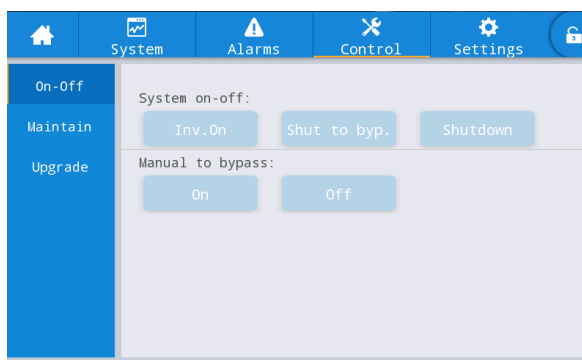 System
Alarms
Control
Settings
On-Off
Maintain
Upgrade
System on-off:
Inv.On
Shut to byp.
Shutdown
Manual to bypass:
On
Off